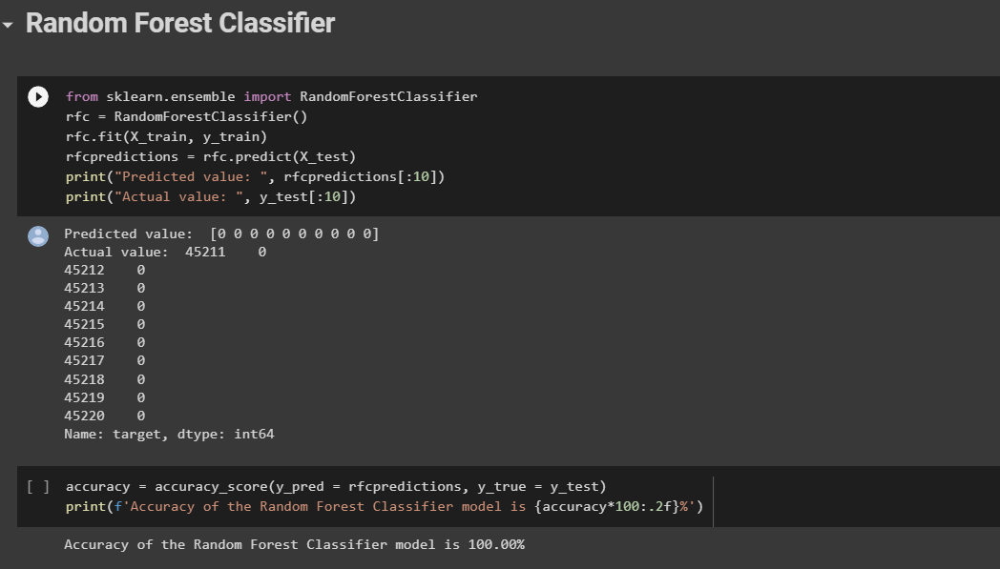 Random Forest Classifier
from sklearn.ensemble import RandomForestClassifier
rfc = RandomForestClassifier()
rfc.fit(X_train, y_train)
rfcpredictions = rfc.predict(X_test)
print("Predicted value: ", rfcpredictions[:10])
print("Actual value: ", y_test[:10])
Predicted value:  [0 0 0 0 0 0 0 0 0 0]
Actual value:  45211    0
45212    0
45213    0
45214    0
45215    0
45216    0
45217    0
45218    0
45219    0
45220    0
Name: target, dtype: int64
[ ] accuracy = accuracy_score(y_pred = rfcpredictions, y_true = y_test)
print(f'Accuracy of the Random Forest Classifier model is {accuracy*100:.2f}%')
Accuracy of the Random Forest Classifier model is 100.00%